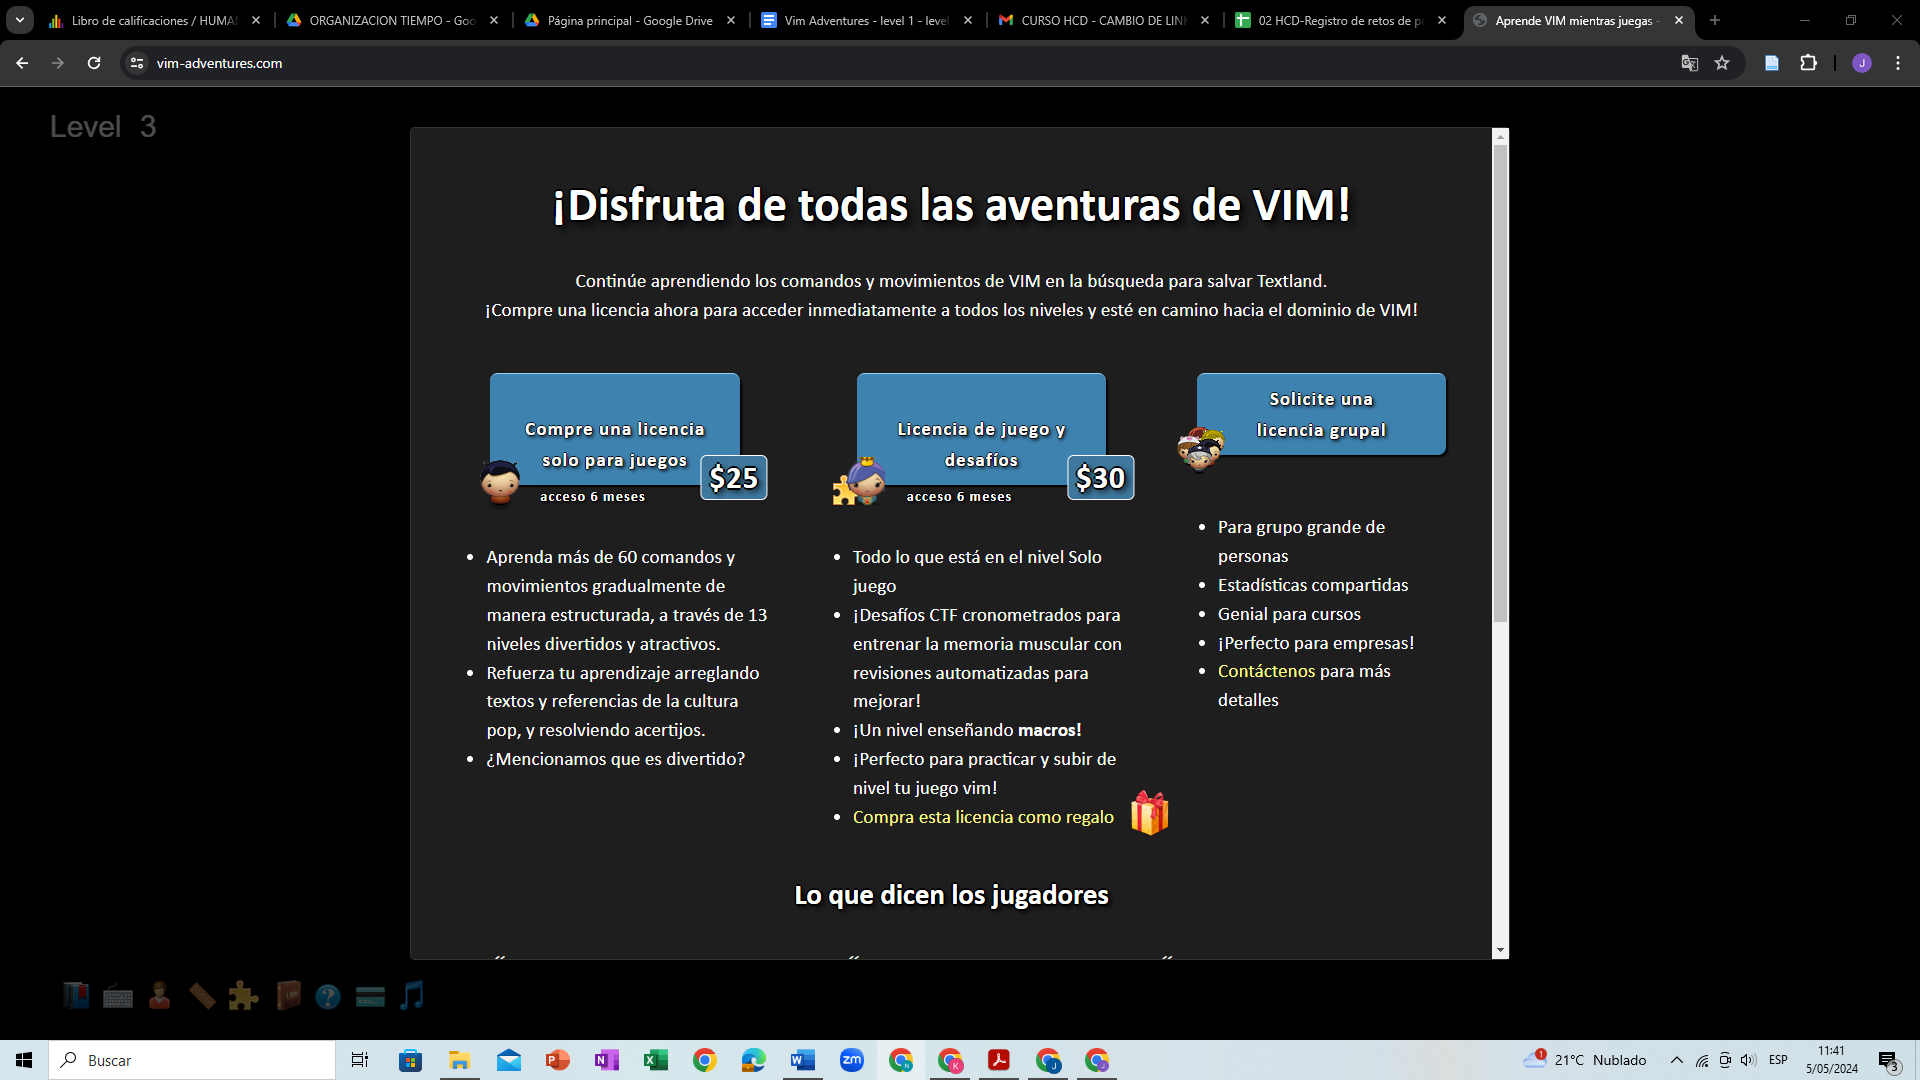 Libro de calificaciones / HUMAN
ORGANIZACION TIEMPO - Goo
Página principal - Google Drive
Vim Adventures - level 1 - level
CURSO HCD - CAMBIO DE LIN
02 HCD-Registro de retos de pr
Aprende VIM mientras juegas -
vim-adventures.com
J
Level 3
¡Disfruta de todas las aventuras de VIM!
Continúe aprendiendo los comandos y movimientos de VIM en la búsqueda para salvar Textland.
¡Compre una licencia ahora para acceder inmediatamente a todos los niveles y esté en camino hacia el dominio de VIM!
Compre una licencia
solo para juegos
$25
acceso 6 meses
• Aprenda más de 60 comandos y
movimientos gradualmente de
manera estructurada, a través de 13
niveles divertidos y atractivos.
• Refuerza tu aprendizaje arreglando
textos y referencias de la cultura
pop, y resolviendo acertijos.
• ¿Mencionamos que es divertido?
Licencia de juego y
desafíos
$30
acceso 6 meses
• Todo lo que está en el nivel Solo
juego
• ¡Desafíos CTF cronometrados para
entrenar la memoria muscular con
revisiones automatizadas para
mejorar!
• ¡Un nivel enseñando macros!
• ¡Perfecto para practicar y subir de
nivel tu juego vim!
• Compra esta licencia como regalo
Solicite una
licencia grupal
• Para grupo grande de
personas
• Estadísticas compartidas
• Genial para cursos
• ¡Perfecto para empresas!
• Contáctenos para más
detalles
Lo que dicen los jugadores
Buscar
zm
21°C Nublado
ESP
11:41
5/05/2024
3